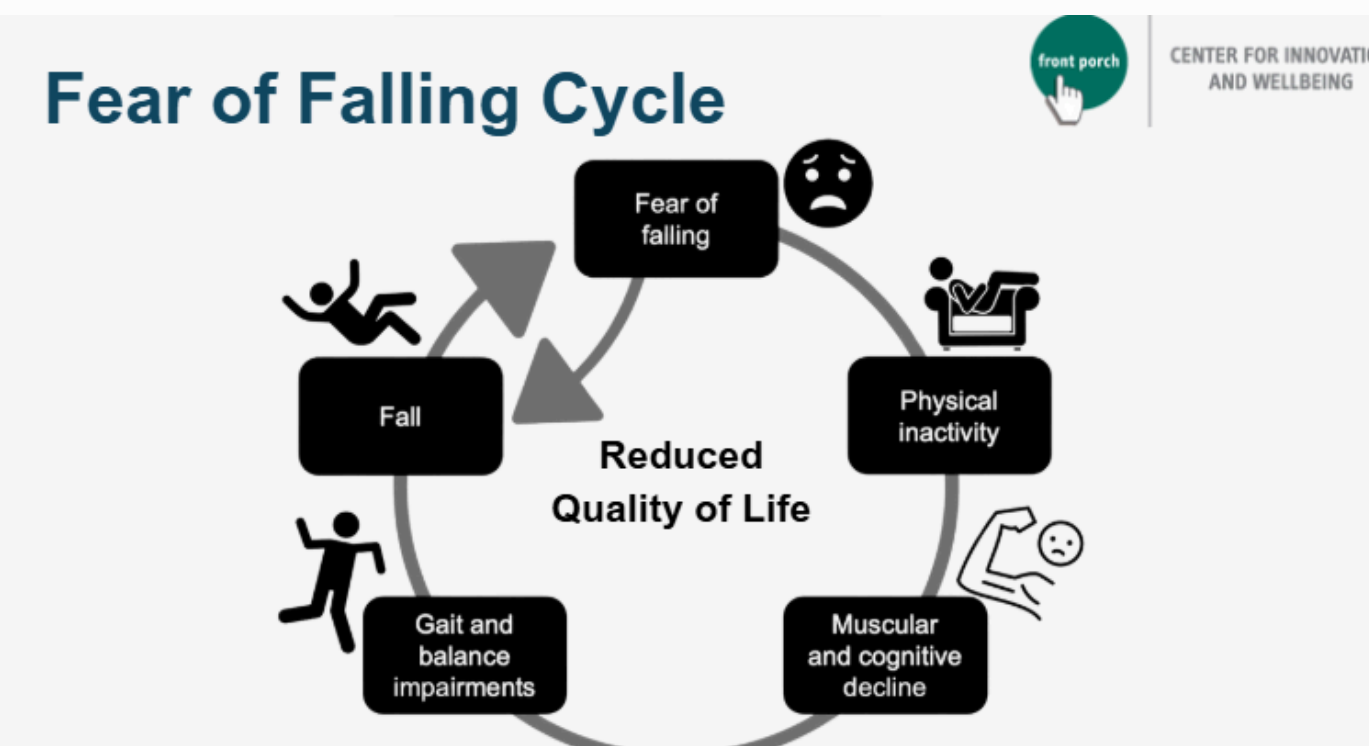 Fear of Falling Cycle
front porch
CENTER FOR INNOVATI
AND WELLBEING
Fear of
falling
Physical
inactivity
Fall
Reduced
Quality of Life
Gait and
balance
impairments
Muscular
and cognitive
decline